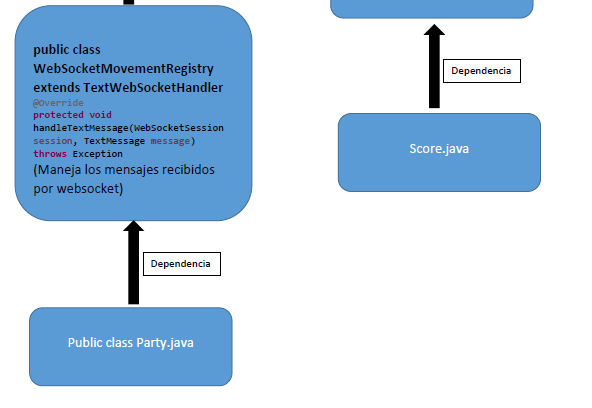 public class
WebSocketMovementRegistry
extends TextWebSocketHandler
@Override
protected void
handleTextMessage(WebSocketSession
session, TextMessage message)
throws Exception
(Maneja los mensajes recibidos
por websocket)
Dependencia
Public class Party.java
Dependencia
Score.java